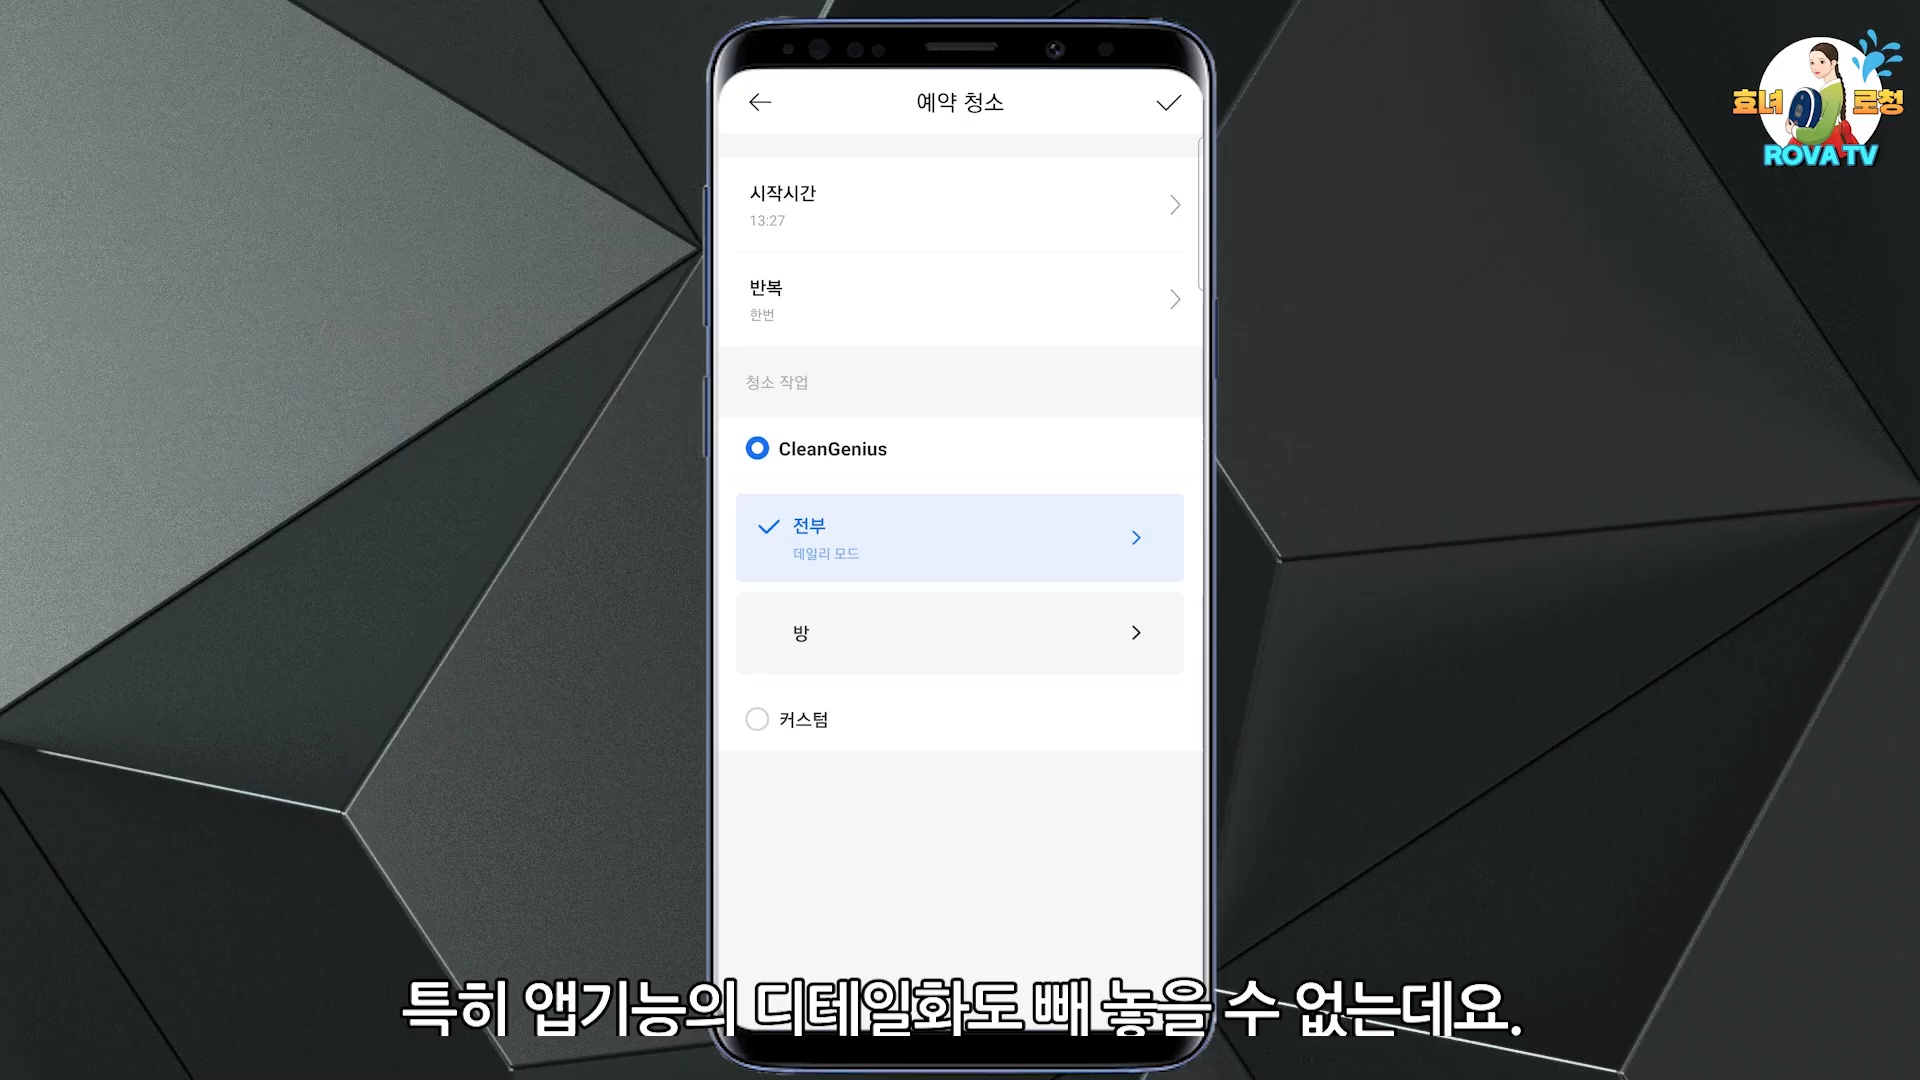 예약 청소
시작시간
13:27
반복
한번
청소 작업
CleanGenius
전부
데일리 모드
방
커스텀
효녀 로청
ROVA TV
특히 앱기능의 디테일화도 빼 놓을 수 없는데요.